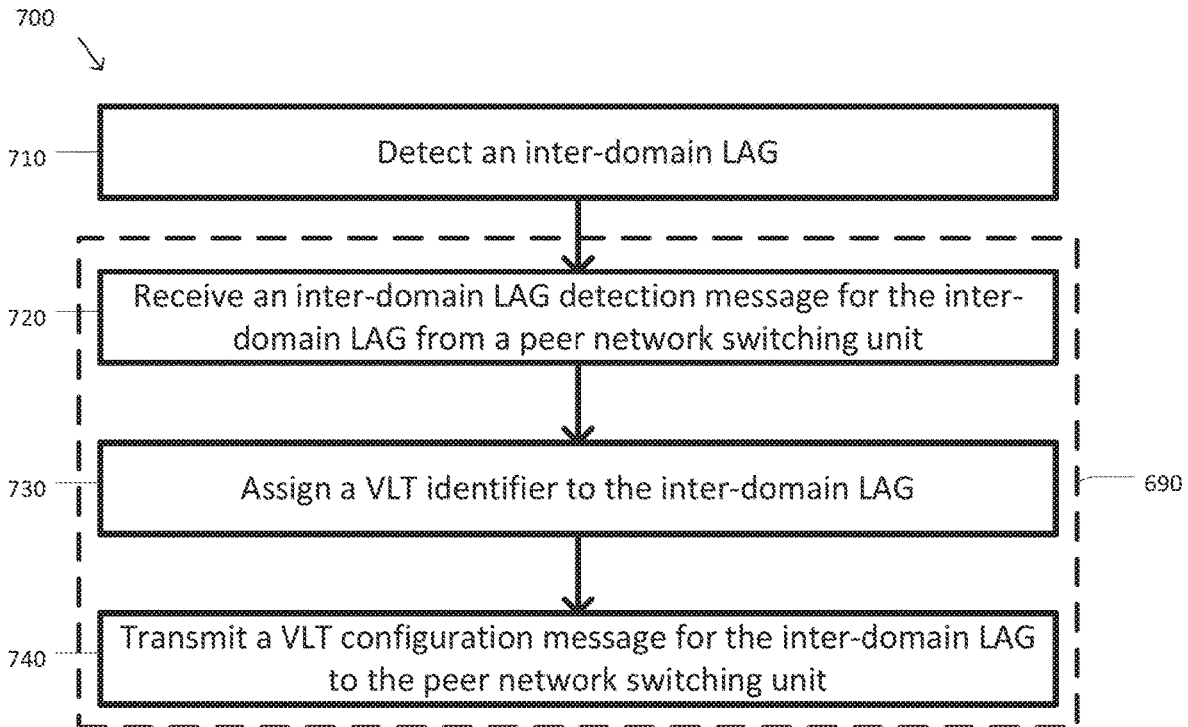 700
710
Detect an inter-domain LAG
720
Receive an inter-domain LAG detection message for the inter-
domain LAG from a peer network switching unit
730
Assign a VLT identifier to the inter-domain LAG
690
740
Transmit a VLT configuration message for the inter-domain LAG
to the peer network switching unit